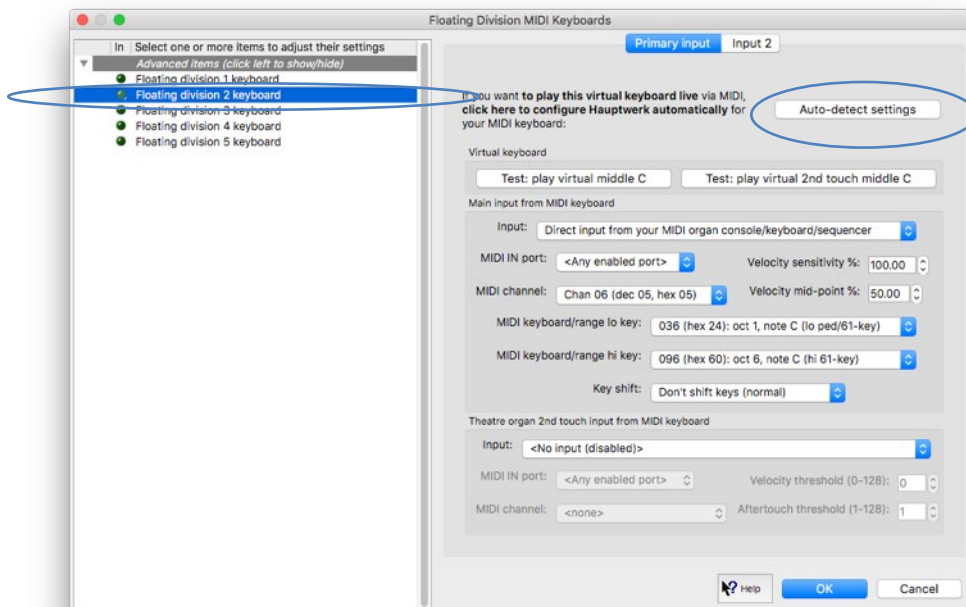 Floating Division MIDI Keyboards
In Select one or more items to adjust their settings
Advanced items (click left to show/hide)
Floating division 1 keyboard
Floating division 2 keyboard
Floating division 3 keyboard
Floating division 4 keyboard
Floating division 5 keyboard
Primary input Input 2
If you want to play this virtual keyboard live via MIDI,
click here to configure Hauptwerk automatically for
your MIDI keyboard:
Auto-detect settings
Virtual keyboard
Test: play virtual middle C Test: play virtual 2nd touch middle C
Main input from MIDI keyboard
Input: Direct input from your MIDI organ console/keyboard/sequencer
MIDI IN port: <Any enabled port> Velocity sensitivity %: 100.00
MIDI channel: Chan 06 (dec 05, hex 05) Velocity mid-point %: 50.00
MIDI keyboard/range lo key: 036 (hex 24): oct 1, note C (lo ped/61-key)
MIDI keyboard/range hi key: 096 (hex 60): oct 6, note C (hi 61-key)
Key shift: Don't shift keys (normal)
Theatre organ 2nd touch input from MIDI keyboard
Input: <No input (disabled)>
MIDI IN port: <Any enabled port> Velocity threshold (0-128): 0
MIDI channel: <none> Aftertouch threshold (1-128): 1
? Help OK Cancel